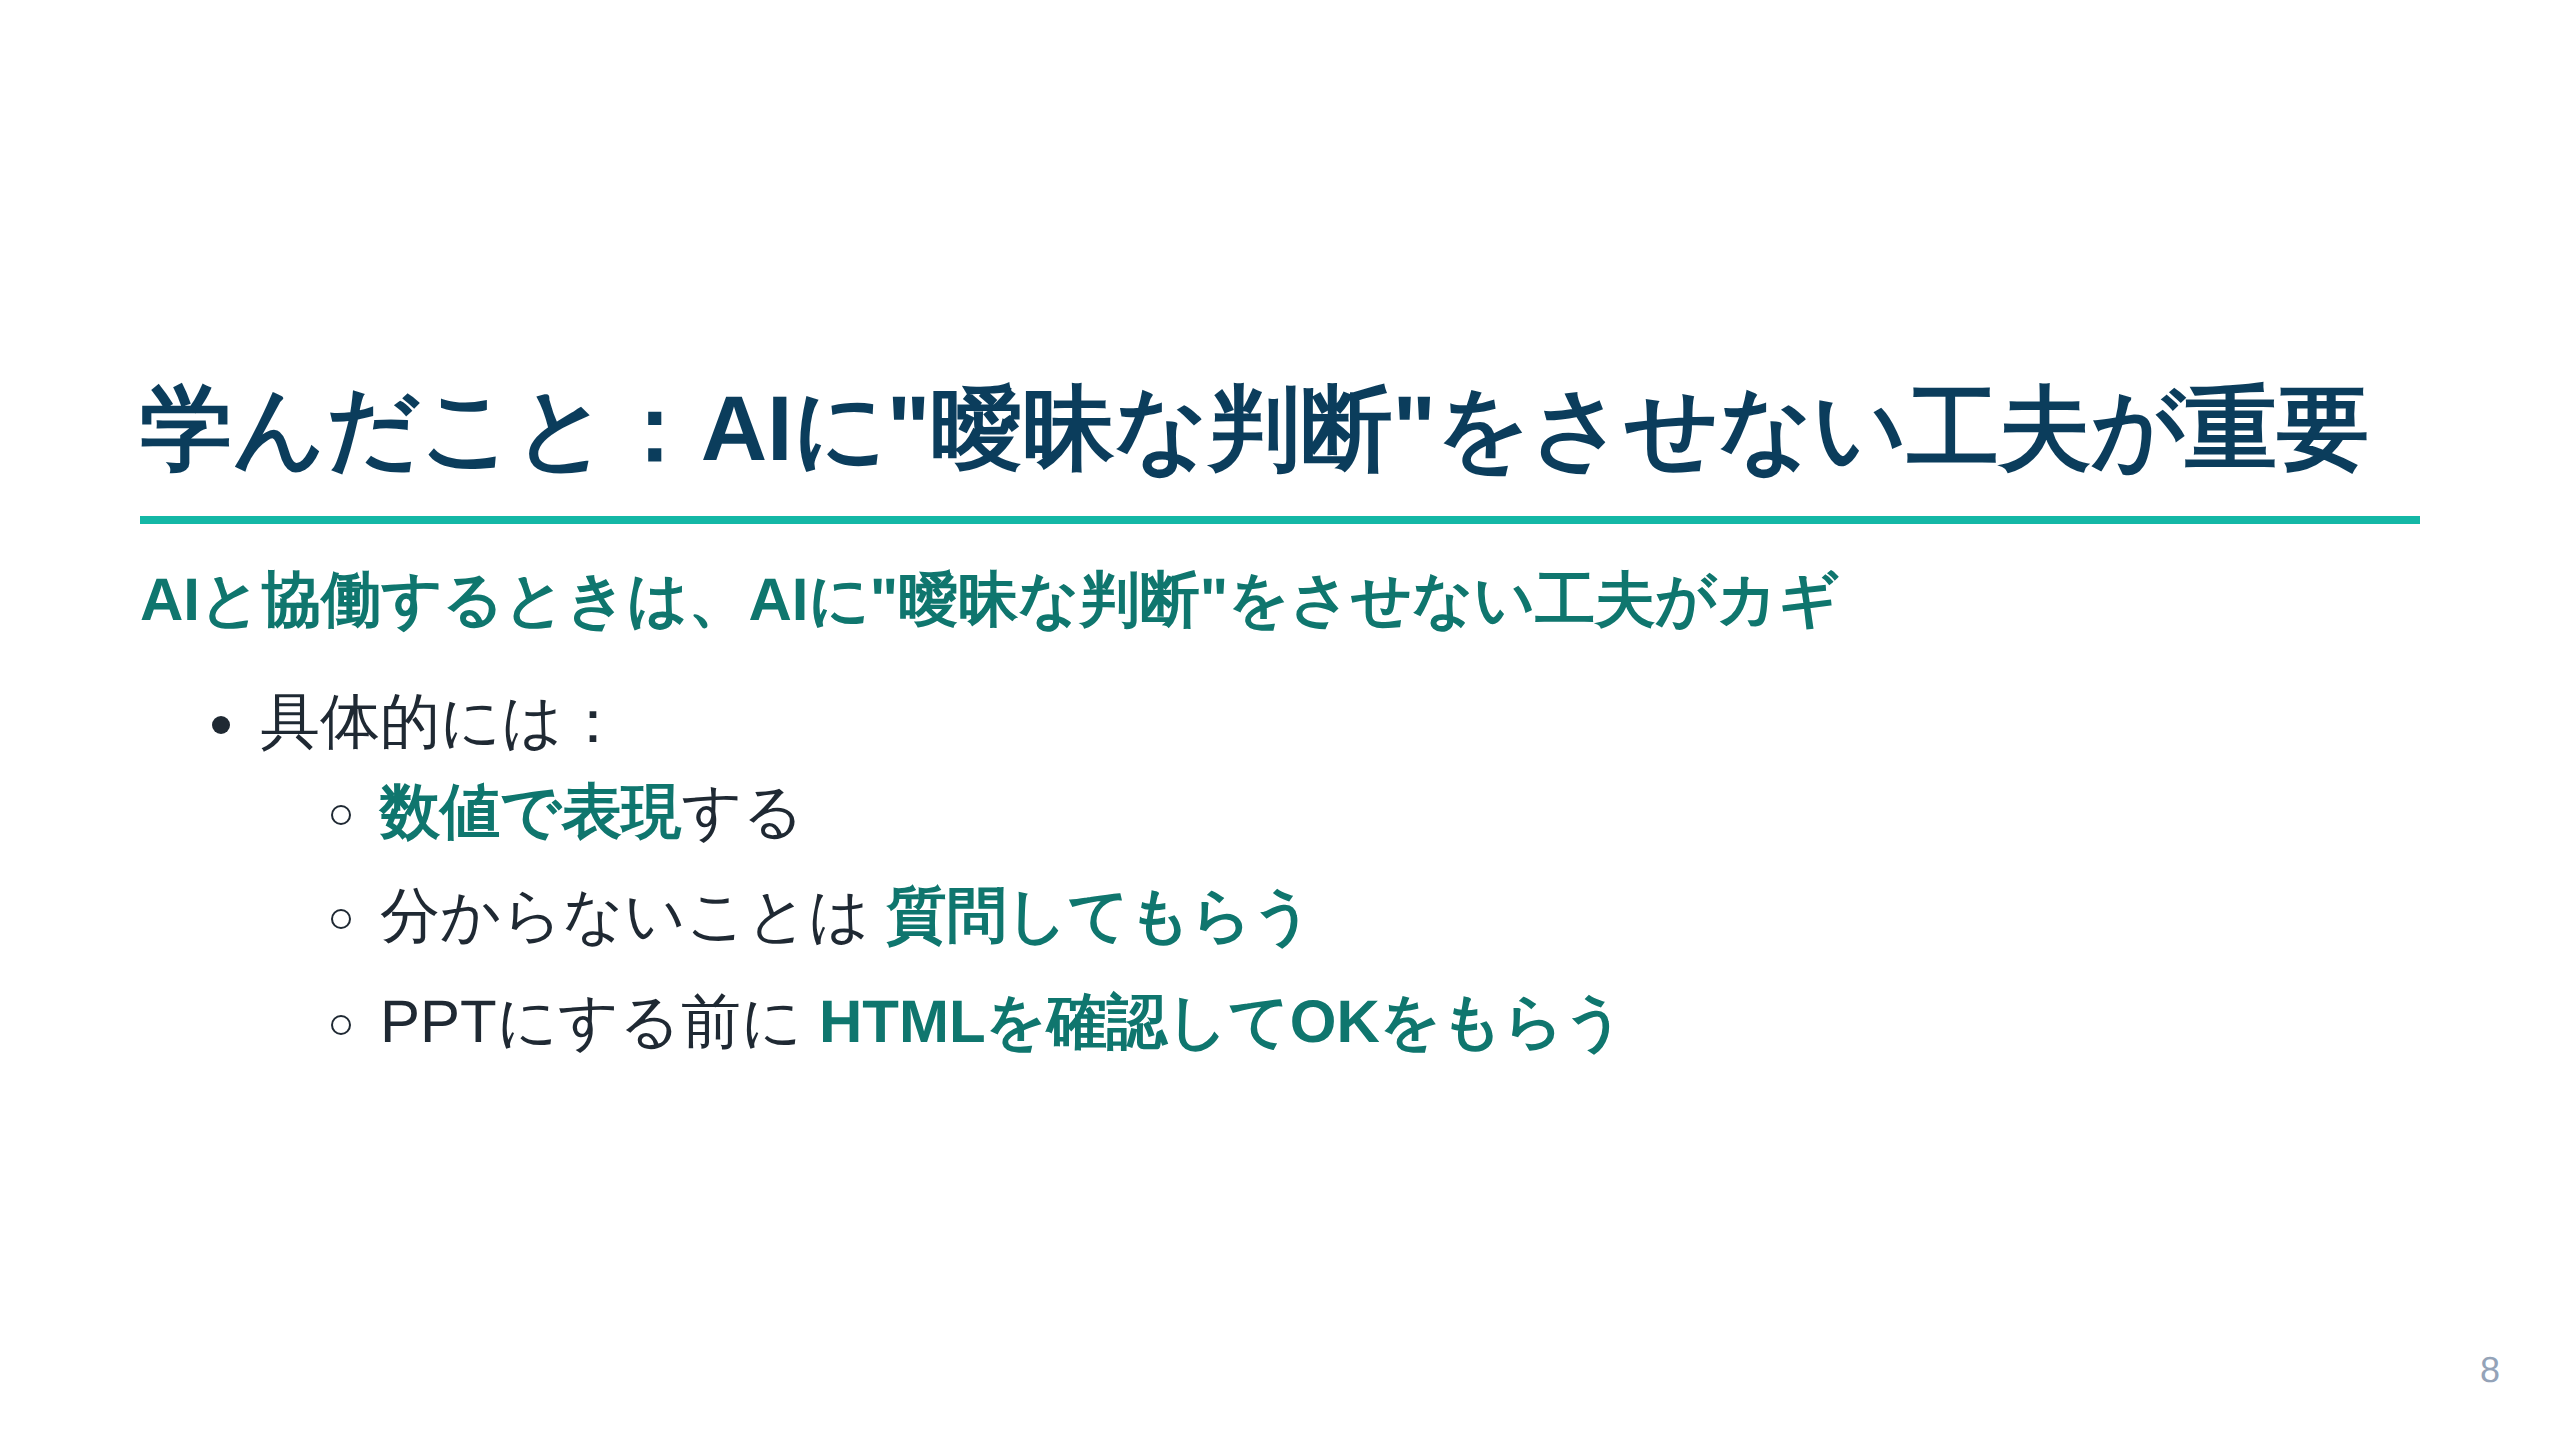 学んだこと：AIに"曖昧な判断"をさせない工夫が重要
AIと協働するときは、AIに"曖昧な判断"をさせない工夫がカギ
• 具体的には：
○ 数値で表現する
○ 分からないことは 質問してもらう
○ PPTにする前に HTMLを確認してOKをもらう
8